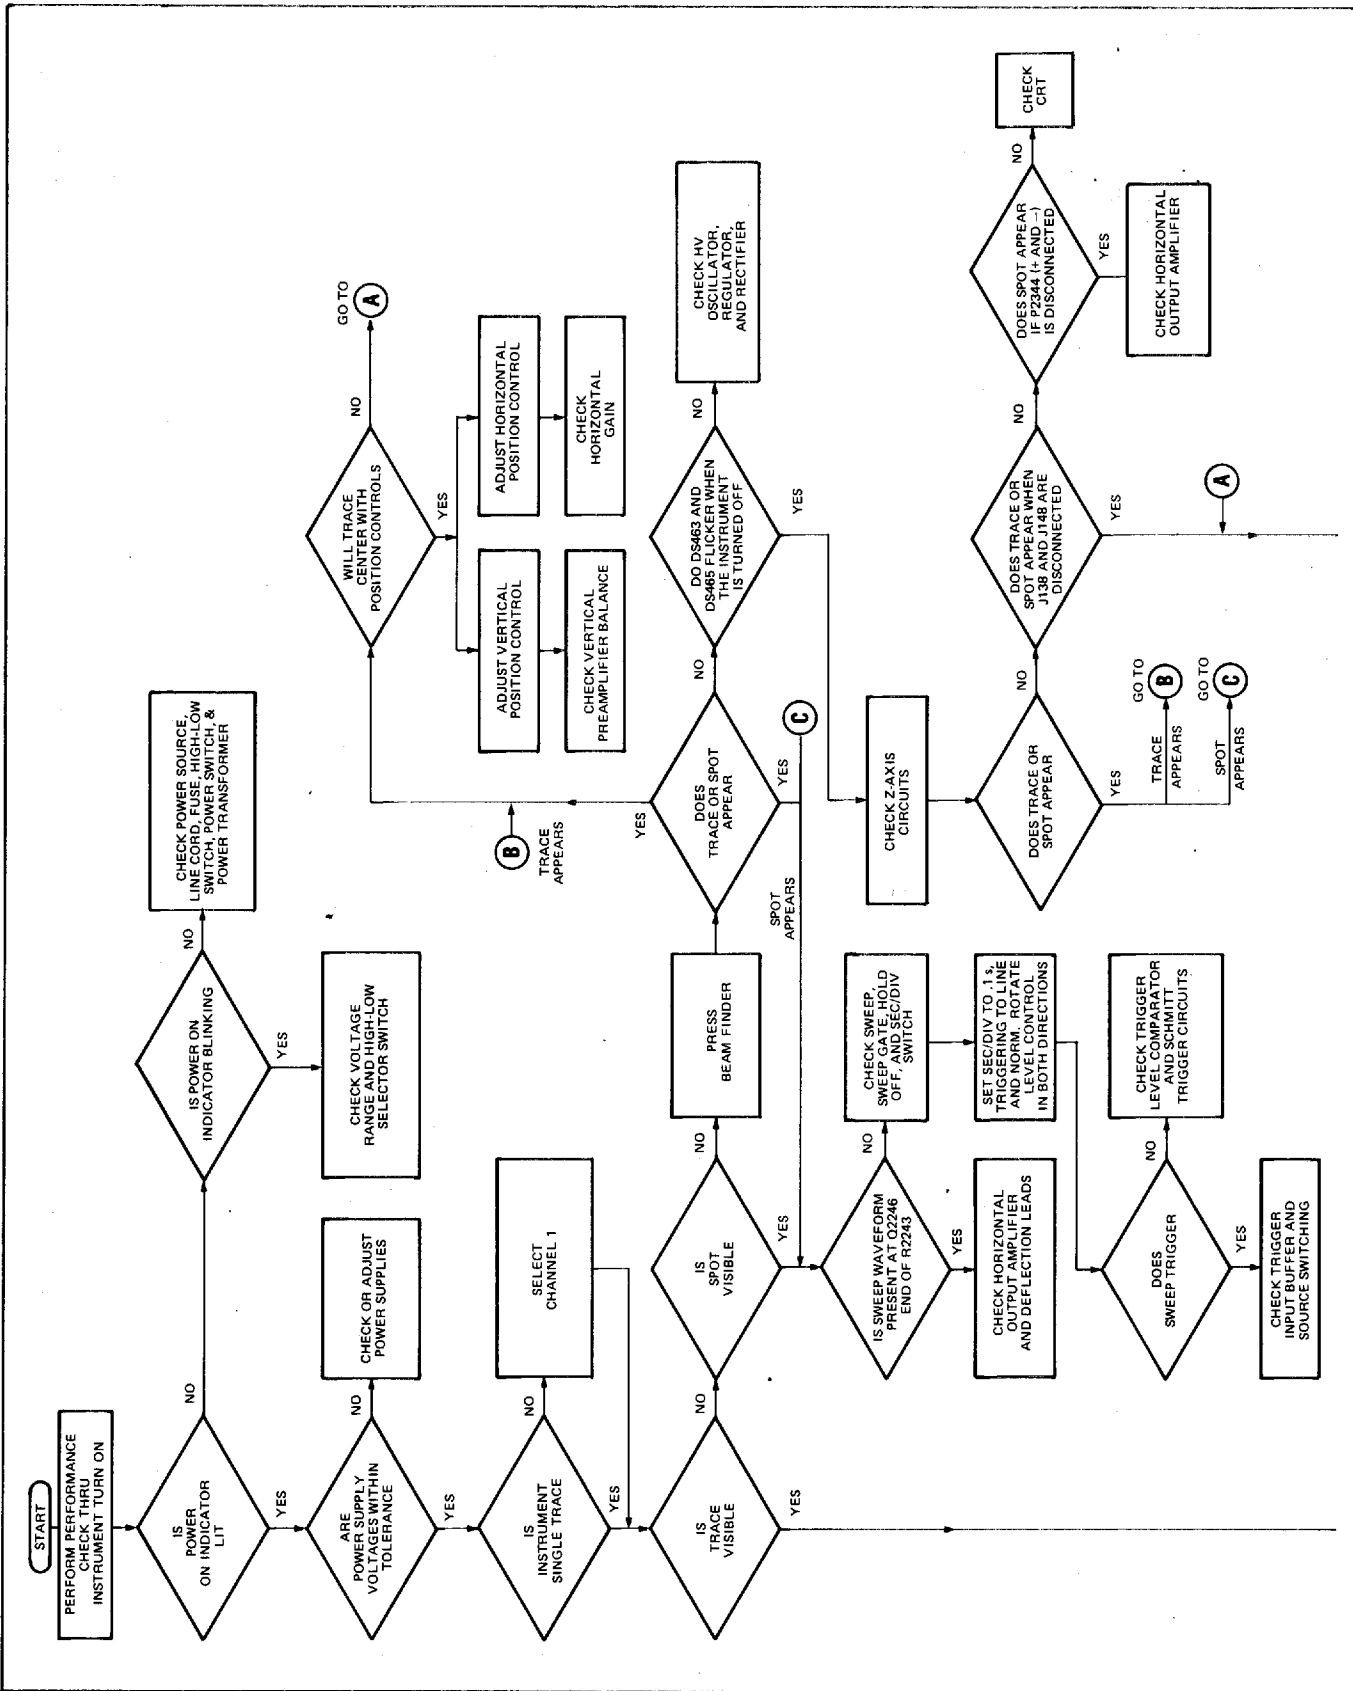 START
PERFORM PERFORMANCE
CHECK THRU
INSTRUMENT TURN ON
IS
POWER
ON INDICATOR
LIT
NO
YES
IS POWER ON
INDICATOR BLINKING
NO
YES
CHECK POWER SOURCE,
LINE CORD, FUSE, HIGH-LOW
SWITCH, POWER SWITCH, &
POWER TRANSFORMER
CHECK VOLTAGE
RANGE AND HIGH-LOW
SELECTOR SWITCH
ARE
POWER SUPPLY
VOLTAGES WITHIN
TOLERANCE
NO
YES
CHECK OR ADJUST
POWER SUPPLIES
IS
INSTRUMENT
SINGLE TRACE
NO
YES
SELECT
CHANNEL 1
IS
TRACE
VISIBLE
NO
YES
IS
SPOT
VISIBLE
NO
YES
PRESS
BEAM FINDER
DOES
TRACE OR SPOT
APPEAR
YES
NO
YES
B
TRACE
APPEARS
C
SPOT
APPEARS
WILL TRACE
CENTER WITH
POSITION CONTROLS
NO
YES
GO TO
A
ADJUST VERTICAL
POSITION CONTROL
CHECK VERTICAL
PREAMPLIFIER BALANCE
ADJUST HORIZONTAL
POSITION CONTROL
CHECK
HORIZONTAL
GAIN
DO DS463 AND
DS465 FLICKER WHEN
THE INSTRUMENT
IS TURNED OFF
NO
YES
CHECK HV
OSCILLATOR,
REGULATOR,
AND RECTIFIER
IS SWEEP WAVEFORM
PRESENT AT Q2246
END OF R2243
NO
YES
CHECK SWEEP,
SWEEP GATE, HOLD
OFF, AND SEC/DIV
SWITCH
CHECK HORIZONTAL
OUTPUT AMPLIFIER
AND DEFLECTION LEADS
SET SEC/DIV TO .1 s,
TRIGGERING TO LINE
AND NORM. ROTATE
LEVEL CONTROL
IN BOTH DIRECTIONS
DOES
SWEEP TRIGGER
NO
YES
CHECK TRIGGER
LEVEL COMPARATOR
AND SCHMITT
TRIGGER CIRCUITS
CHECK TRIGGER
INPUT BUFFER AND
SOURCE SWITCHING
CHECK Z-AXIS
CIRCUITS
DOES TRACE OR
SPOT APPEAR
NO
YES
TRACE
APPEARS
GO TO
B
SPOT
APPEARS
GO TO
C
DOES TRACE OR
SPOT APPEAR WHEN
J138 AND J148 ARE
DISCONNECTED
NO
YES
A
DOES SPOT APPEAR
IF P2344 (+ AND −)
IS DISCONNECTED
NO
YES
CHECK
CRT
CHECK HORIZONTAL
OUTPUT AMPLIFIER